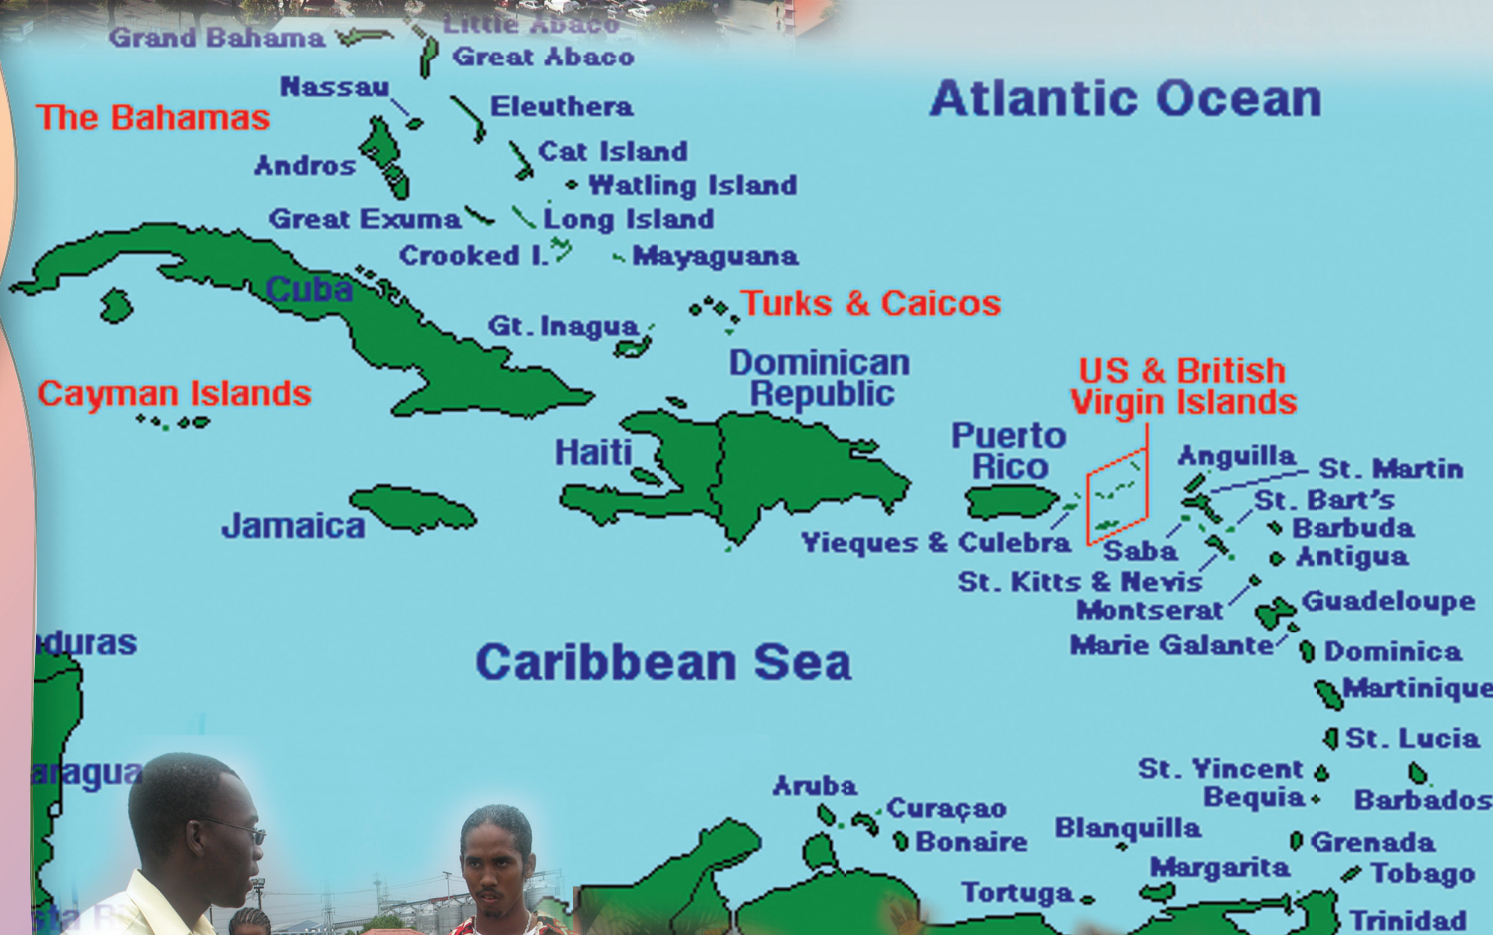 Little Abaco
Grand Bahama
Great Abaco
Nassau
Atlantic Ocean
The Bahamas
Eleuthera
Andros
Cat Island
Watling Island
Great Exuma
Long Island
Crooked I.
Mayaguana
Cuba
Turks & Caicos
Gt. Inagua
Dominican
Republic
US & British
Virgin Islands
Cayman Islands
Puerto
Rico
Haiti
Anguilla
St. Martin
St. Bart's
Jamaica
Barbuda
Yieques & Culebra
Saba
Antigua
St. Kitts & Nevis
Montserrat
Guadeloupe
Marie Galante
Dominica
duras
Caribbean Sea
Martinique
St. Lucia
aragua
St. Vincent
Bequia
Barbados
Aruba
Curaçao
Bonaire
Blanquilla
Grenada
Margarita
Tobago
Tortuga
Trinidad